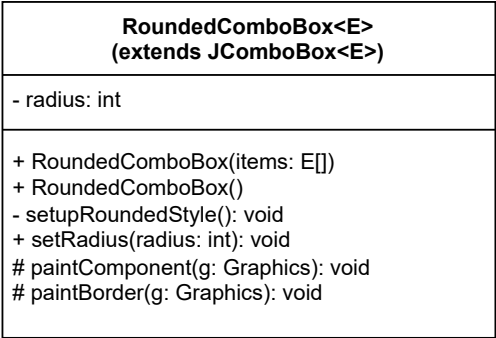 RoundedComboBox<E>
(extends JComboBox<E>)
- radius: int
+ RoundedComboBox(items: E[])
+ RoundedComboBox()
- setupRoundedStyle(): void
+ setRadius(radius: int): void
# paintComponent(g: Graphics): void
# paintBorder(g: Graphics): void